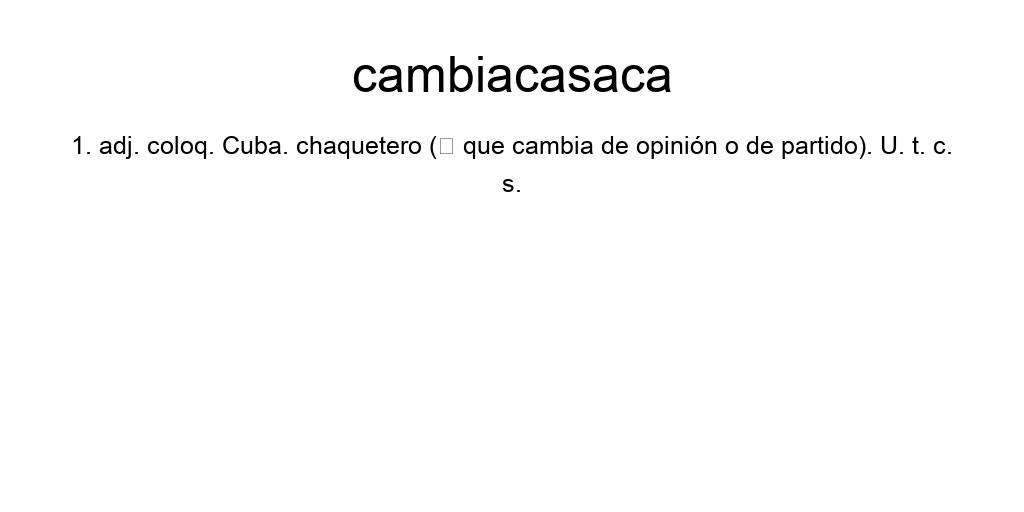 cambiacasaca
1. adj. coloq. Cuba. chaquetero (□ que cambia de opinión o de partido). U. t. c.
s.